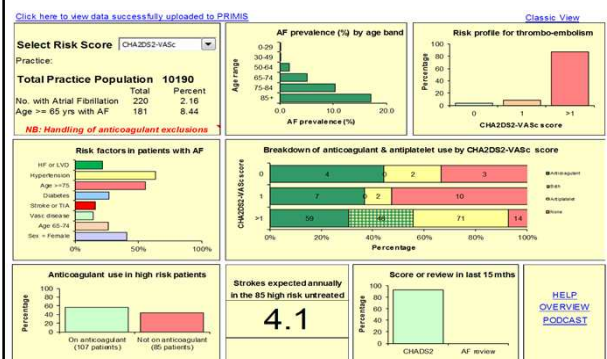 Click here to view data successfully uploaded to PRIMIS
Classic View
Select Risk Score CHA2DS2-VASc
Practice:
Total Practice Population 10190
Total Percent
No. with Atrial Fibrillation 220 2.16
Age >= 65 yrs with AF 181 8.44
NB: Handling of anticoagulant exclusions
AF prevalence (%) by age band
Age range
0-29
30-49
50-64
65-74
75-84
85+
0.0 10.0 20.0
AF prevalence (%)
Risk profile for thrombo-embolism
Percentage
100
80
60
40
20
0
0 1 >1
CHA2DS2-VASc score
Risk factors in patients with AF
HF or LVD
Hypertension
Age >=75
Diabetes
Stroke or TIA
Vasc disease
Age 65-74
Sex = Female
0% 50% 100%
Breakdown of anticoagulant & antiplatelet use by CHA2DS2-VASc score
CHA2DS2-VASc score
0 4 0 2 3
1 7 0 2 10
>1 59 48 71 14
0% 20% 40% 60% 80% 100%
Percentage
Anticoagulant
Both
Antiplatelet
None
Anticoagulant use in high risk patients
Percentage
100
80
60
40
20
0
On anticoagulant
(107 patients)
Not on anticoagulant
(85 patients)
Strokes expected annually
in the 85 high risk untreated
4.1
Score or review in last 15 mths
Percentage
100
80
60
40
20
0
CHADS2 AF review
HELP
OVERVIEW
PODCAST